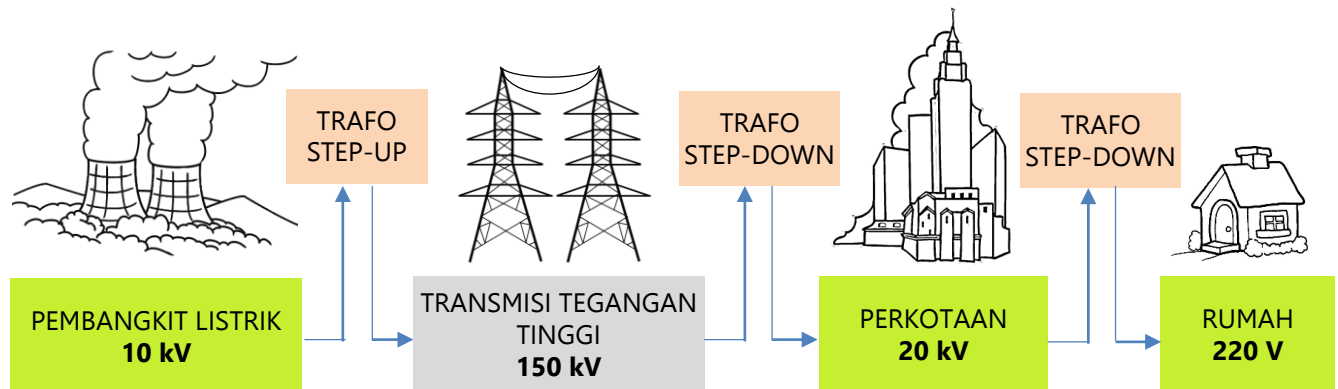 TRAFO
STEP-UP
TRAFO
STEP-DOWN
TRAFO
STEP-DOWN
PEMBANGKIT LISTRIK
10 kV
TRANSMISI TEGANGAN
TINGGI
150 kV
PERKOTAAN
20 kV
RUMAH
220 V